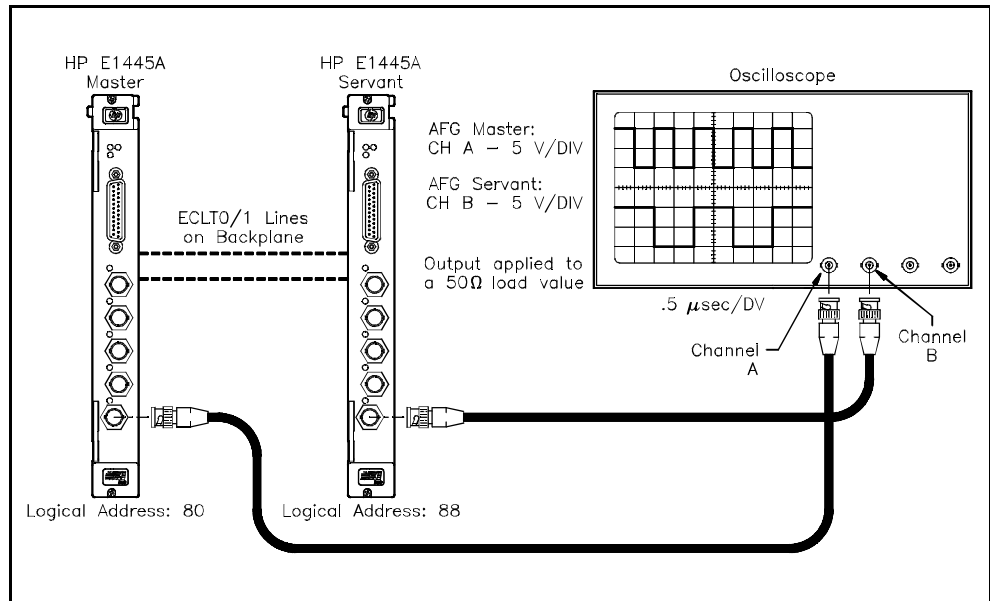 HP E1445A
Master
HP E1445A
Servant
Oscilloscope
AFG Master:
CH A – 5 V/DIV
AFG Servant:
CH B – 5 V/DIV
ECLT0/1 Lines
on Backplane
Output applied to
a 50Ω load value
.5 µsec/DV
Channel
A
Channel
B
Logical Address: 80
Logical Address: 88